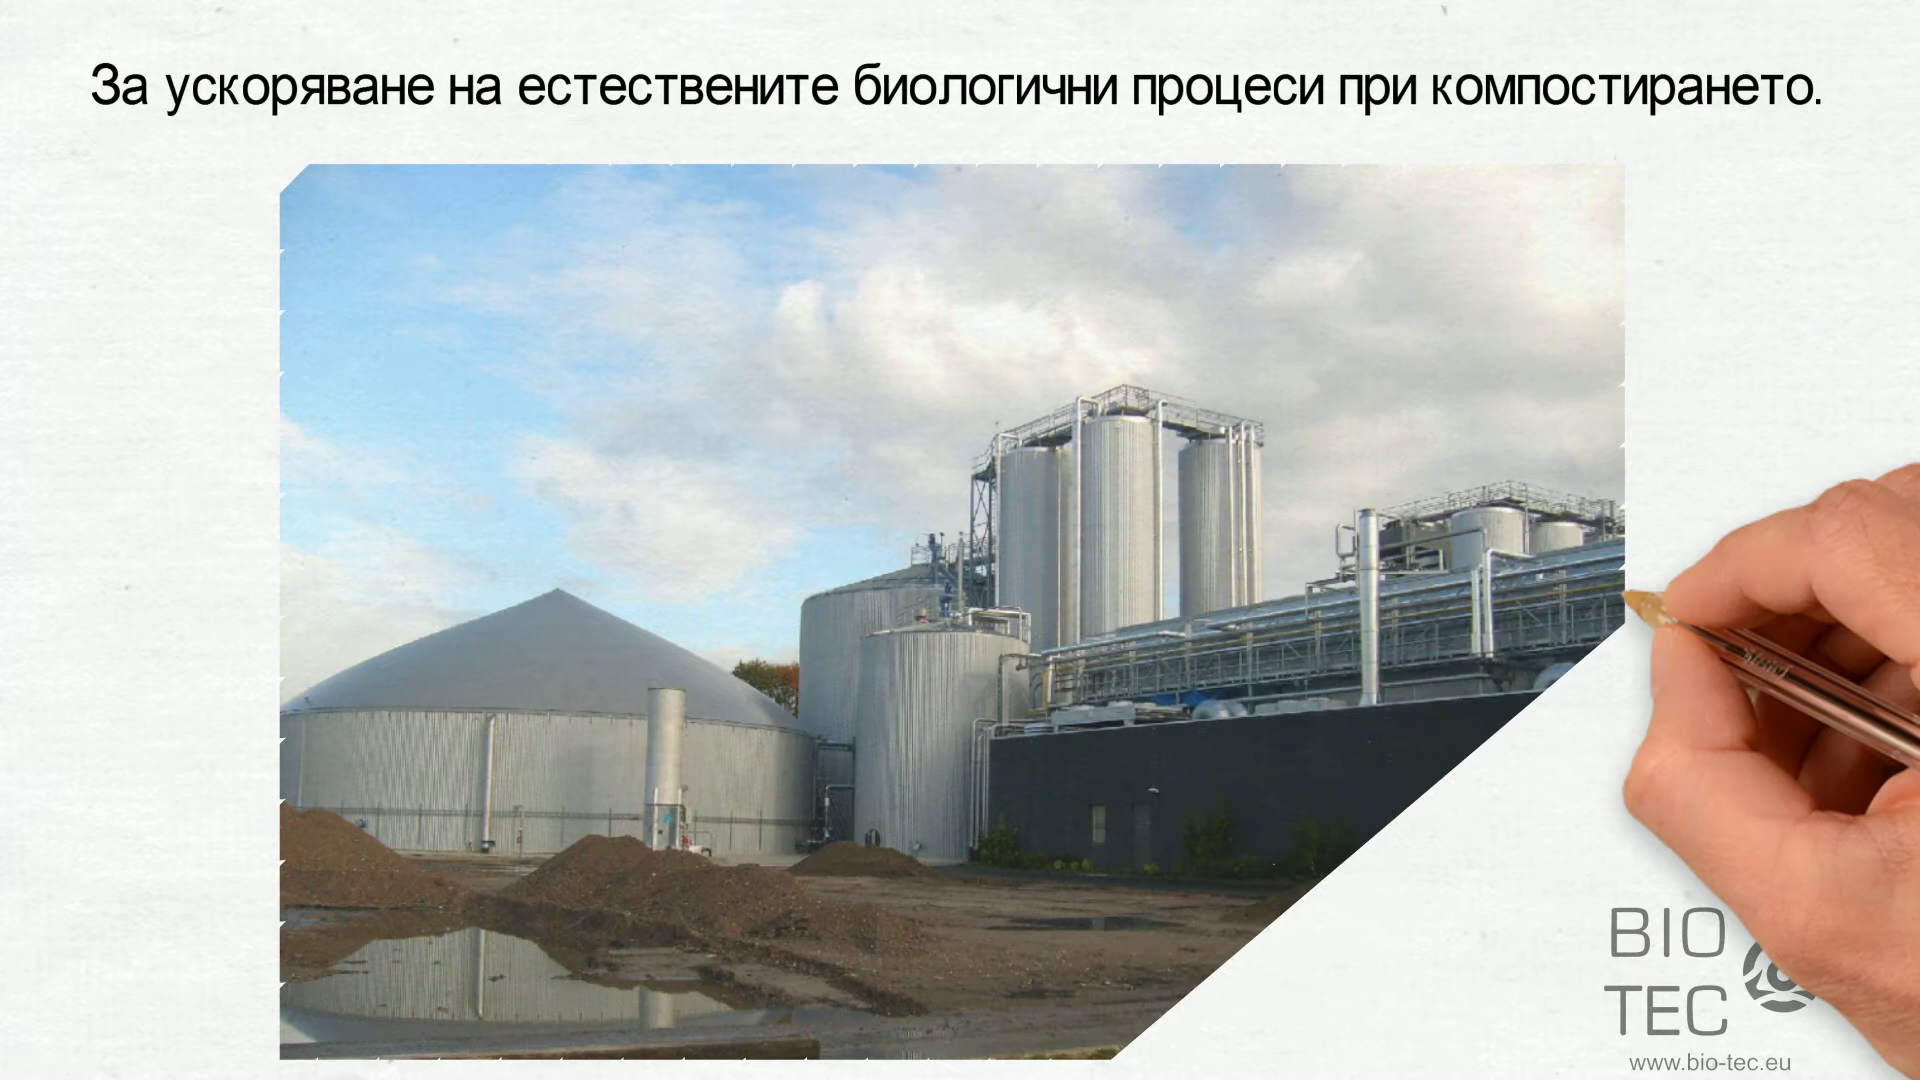 За ускоряване на естествените биологични процеси при компостирането.
BIO
TEC
www.bio-tec.eu